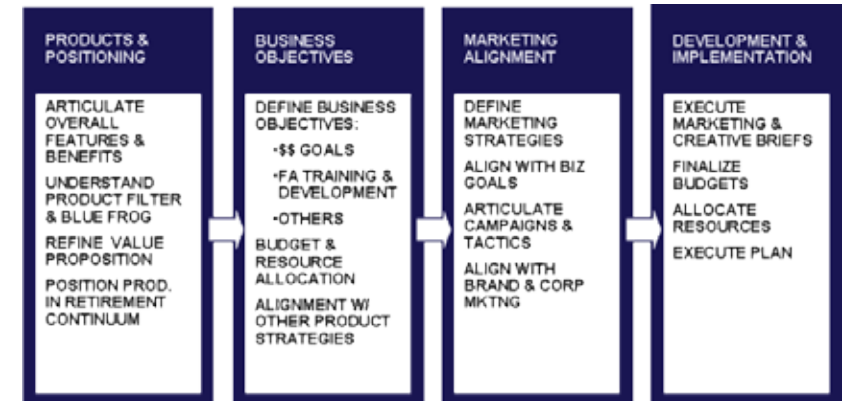 PRODUCTS &
POSITIONING
ARTICULATE
OVERALL
FEATURES &
BENEFITS
UNDERSTAND
PRODUCT FILTER
& BLUE FROG
REFINE VALUE
PROPOSITION
POSITION PROD.
IN RETIREMENT
CONTINUUM
BUSINESS
OBJECTIVES
DEFINE BUSINESS
OBJECTIVES:
•$$ GOALS
•FA TRAINING &
DEVELOPMENT
•OTHERS
BUDGET &
RESOURCE
ALLOCATION
ALIGNMENT W/
OTHER PRODUCT
STRATEGIES
MARKETING
ALIGNMENT
DEFINE
MARKETING
STRATEGIES
ALIGN WITH BIZ
GOALS
ARTICULATE
CAMPAIGNS &
TACTICS
ALIGN WITH
BRAND & CORP
MKTNG
DEVELOPMENT &
IMPLEMENTATION
EXECUTE
MARKETING &
CREATIVE BRIEFS
FINALIZE
BUDGETS
ALLOCATE
RESOURCES
EXECUTE PLAN